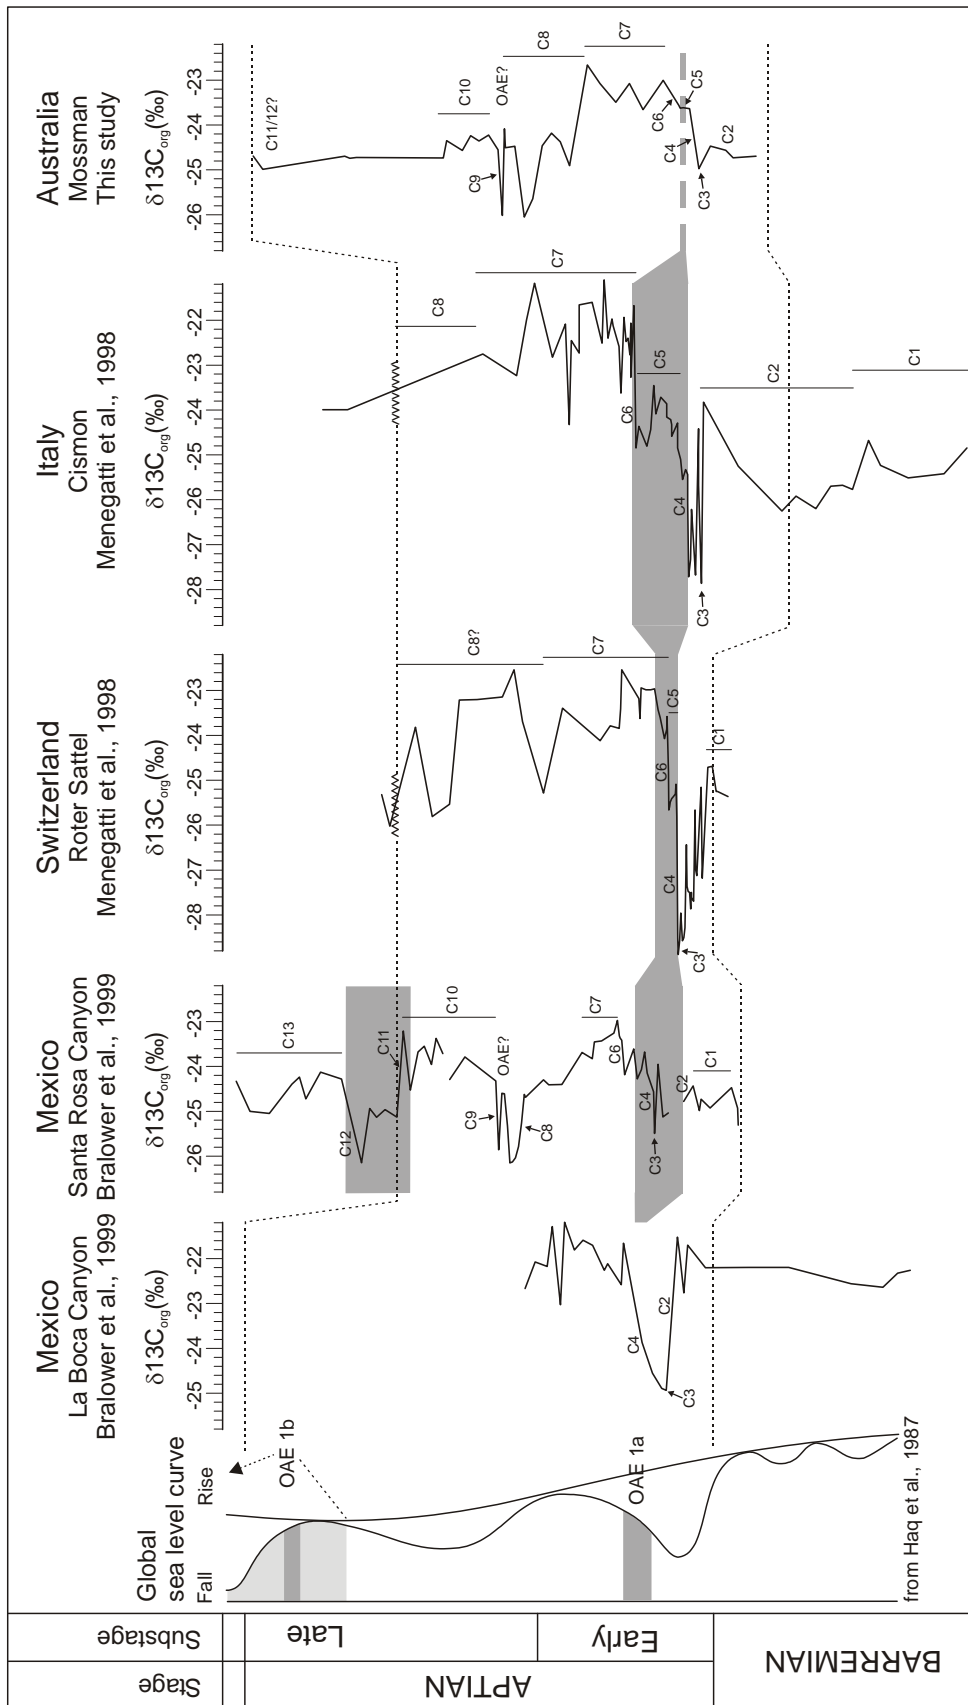 Stage
Substage
APTIAN
Late
Early
BARREMIAN
Global
sea level curve
Fall
Rise
OAE 1b
OAE 1a
from Haq et al., 1987
Mexico
La Boca Canyon
Bralower et al., 1999
δ13Corg(‰)
-25
-24
-23
-22
C4
C2
C3
Mexico
Santa Rosa Canyon
Bralower et al., 1999
δ13Corg(‰)
-26
-25
-24
-23
C13
C12
C11
C10
OAE?
C9
C8
C7
C6
C4
C3
C2
C1
Switzerland
Roter Sattel
Menegatti et al., 1998
δ13Corg(‰)
-28
-27
-26
-25
-24
-23
C8?
C7
C5
C6
C4
C3
C1
Italy
Cismon
Menegatti et al., 1998
δ13Corg(‰)
-28
-27
-26
-25
-24
-23
-22
C8
C7
C6
C5
C4
C3
C2
C1
Australia
Mossman
This study
δ13Corg(‰)
-26
-25
-24
-23
C11/12?
C10
OAE?
C9
C8
C7
C6
C5
C4
C3
C2